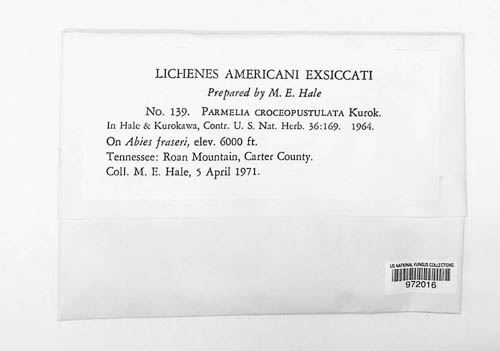 LICHENES AMERICANI EXSICCATI
Prepared by M. E. Hale
No. 139. Parmelia croceopustulata Kurok.
In Hale & Kurokawa, Contr. U. S. Nat. Herb. 36:169. 1964.
On Abies fraseri, elev. 6000 ft.
Tennessee: Roan Mountain, Carter County.
Coll. M. E. Hale, 5 April 1971.
US NATIONAL FUNGUS COLLECTIONS
972016